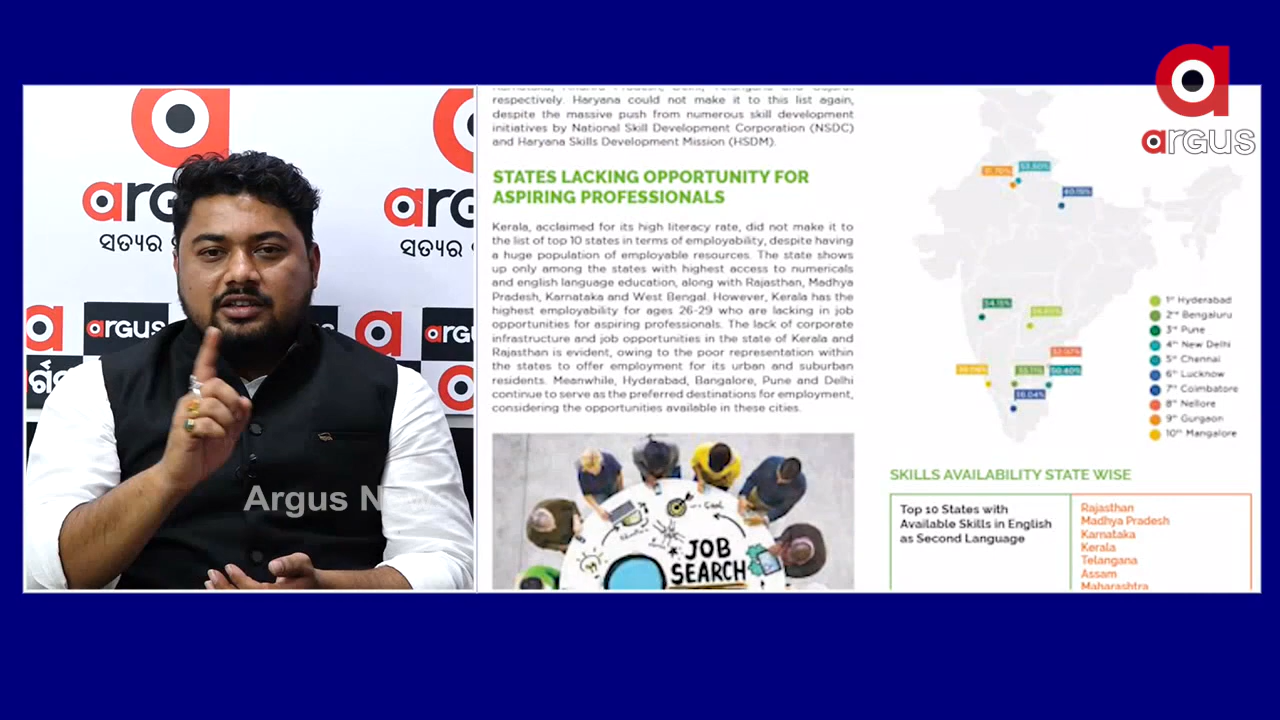 argus
ସତ୍ୟର
argus
ସତ୍ୟର
argus
Argus News
respectively. Haryana could not make it to this list again,
despite the massive push from numerous skill development
initiatives by National Skill Development Corporation (NSDC)
and Haryana Skills Development Mission (HSDM).
STATES LACKING OPPORTUNITY FOR
ASPIRING PROFESSIONALS
Kerala, acclaimed for its high literacy rate, did not make it to
the list of top 10 states in terms of employability, despite having
a huge population of employable resources. The state shows
up only among the states with highest access to numericals
and english language education, along with Rajasthan, Madhya
Pradesh, Karnataka and West Bengal. However, Kerala has the
highest employability for ages 26-29 who are lacking in job
opportunities for aspiring professionals. The lack of corporate
infrastructure and job opportunities in the state of Kerala and
Rajasthan is evident, owing to the poor representation within
the states to offer employment for its urban and suburban
residents. Meanwhile, Hyderabad, Bangalore, Pune and Delhi
continue to serve as the preferred destinations for employment,
considering the opportunities available in these cities.
JOB
SEARCH
Goal
argus
1st Hyderabad
2nd Bengaluru
3rd Pune
4th New Delhi
5th Chennai
6th Lucknow
7th Coimbatore
8th Nellore
9th Gurgaon
10th Mangalore
SKILLS AVAILABILITY STATE WISE
Top 10 States with
Available Skills in English
as Second Language
Rajasthan
Madhya Pradesh
Karnataka
Kerala
Telangana
Assam
Maharashtra